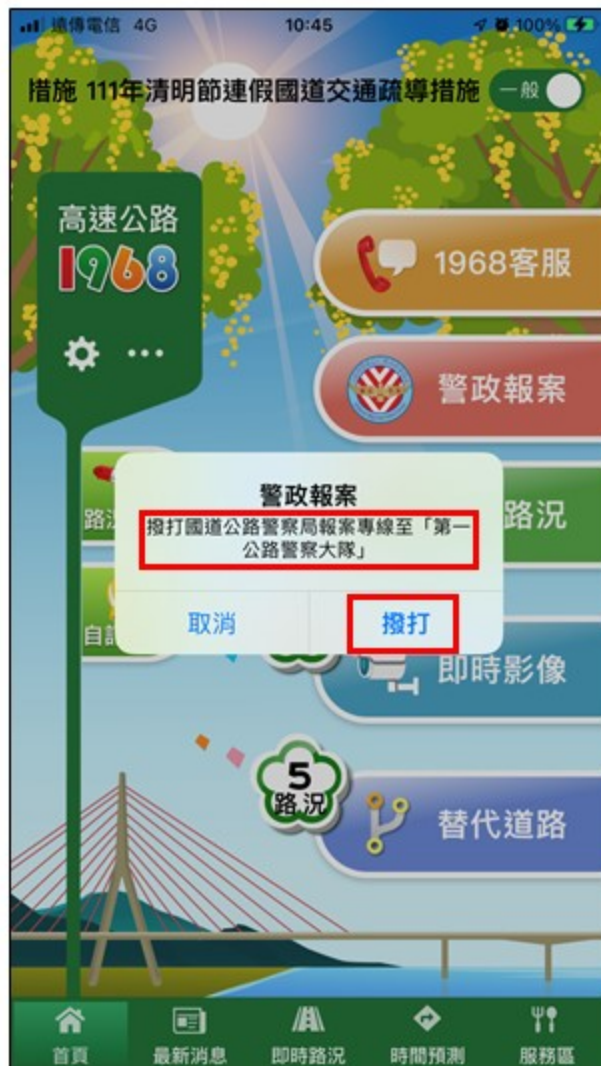 遠傳電信 4G 10:45 100%
措施 111年清明節連假國道交通疏導措施 一般
高速公路
1968
1968客服
警政報案
警政報案
撥打國道公路警察局報案專線至「第一
公路警察大隊」
路況
取消 撥打
自
即時影像
5
路況
替代道路
首頁 最新消息 即時路況 時間預測 服務區